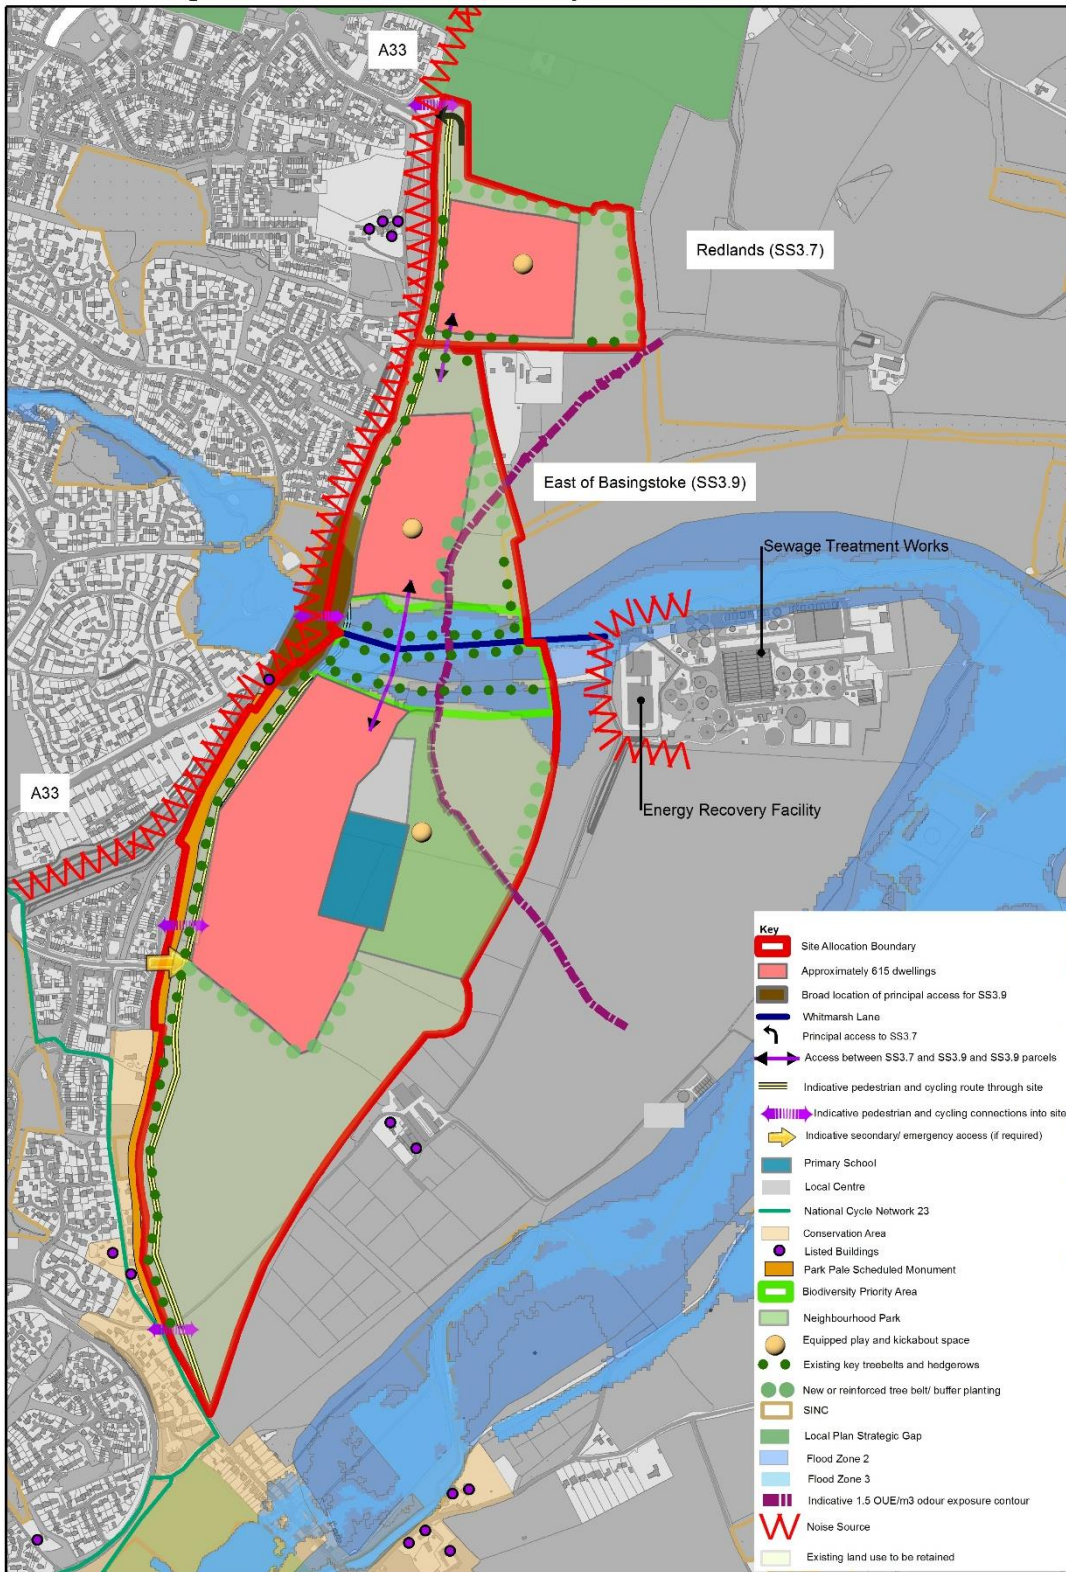 A33
Redlands (SS3.7)
East of Basingstoke (SS3.9)
Sewage Treatment Works
Energy Recovery Facility
A33
Key
Site Allocation Boundary
Approximately 615 dwellings
Broad location of principal access for SS3.9
Whitmarsh Lane
Principal access to SS3.7
Access between SS3.7 and SS3.9 and SS3.9 parcels
Indicative pedestrian and cycling route through site
Indicative pedestrian and cycling connections into site
Indicative secondary/ emergency access (if required)
Primary School
Local Centre
National Cycle Network 23
Conservation Area
Listed Buildings
Park Pale Scheduled Monument
Biodiversity Priority Area
Neighbourhood Park
Equipped play and kickabout space
Existing key treebelts and hedgerows
New or reinforced tree belt/ buffer planting
SINC
Local Plan Strategic Gap
Flood Zone 2
Flood Zone 3
Indicative 1.5 OUE/m3 odour exposure contour
Noise Source
Existing land use to be retained